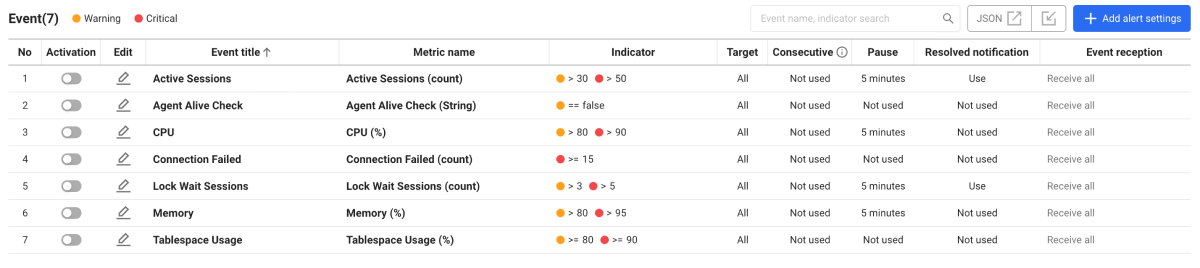 Event(7) Warning Critical Event name, indicator search JSON Add alert settings
No Activation Edit Event title ↑ Metric name Indicator Target Consecutive Pause Resolved notification Event reception
1 Active Sessions Active Sessions (count) > 30 > 50 All Not used 5 minutes Use Receive all
2 Agent Alive Check Agent Alive Check (String) == false All Not used Not used Not used Receive all
3 CPU CPU (%) > 80 > 90 All Not used 5 minutes Not used Receive all
4 Connection Failed Connection Failed (count) >= 15 All Not used Not used Not used Receive all
5 Lock Wait Sessions Lock Wait Sessions (count) > 3 > 5 All Not used 5 minutes Use Receive all
6 Memory Memory (%) > 80 > 95 All Not used 5 minutes Not used Receive all
7 Tablespace Usage Tablespace Usage (%) >= 80 >= 90 All Not used Not used Not used Receive all